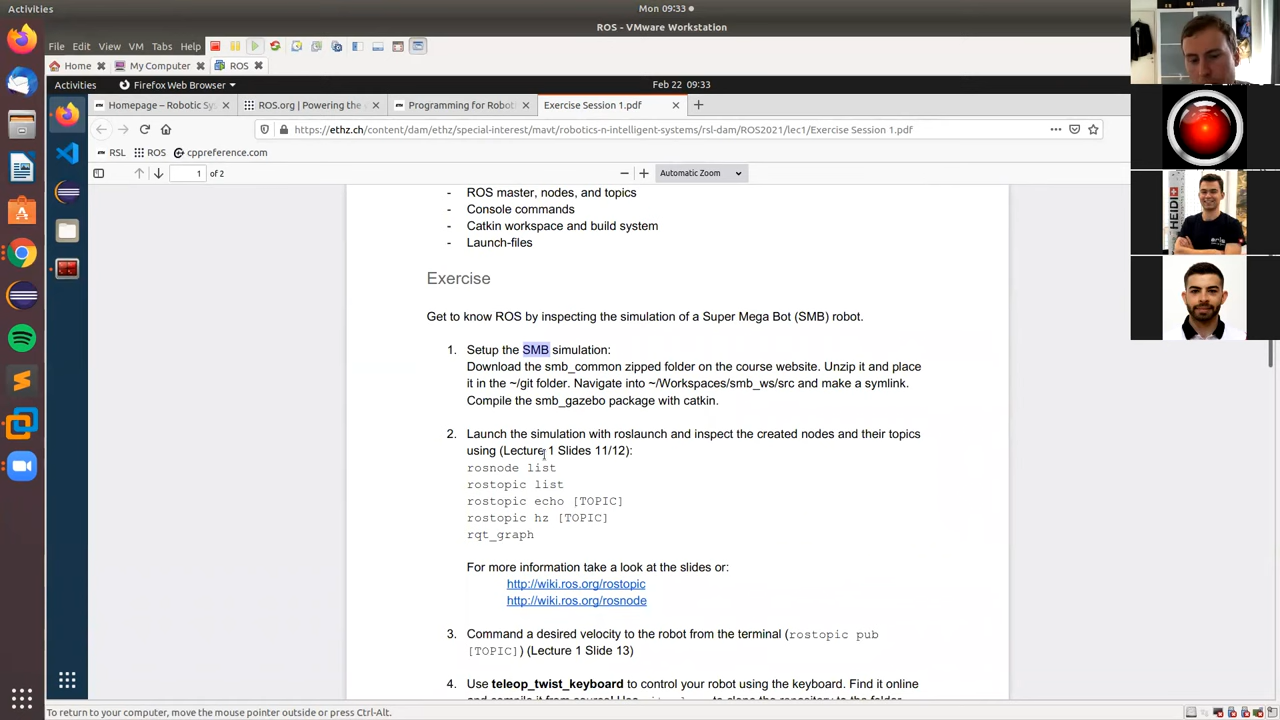 Activities
Mon 09:33
ROS - VMware Workstation
File Edit View VM Tabs Help
Home My Computer ROS
Activities Firefox Web Browser Feb 22 09:33
Homepage – Robotic Sy ROS.org | Powering the Programming for Robot Exercise Session 1.pdf
https://ethz.ch/content/dam/ethz/special-interest/mavt/robotics-n-intelligent-systems/rsl-dam/ROS2021/lec1/Exercise Session 1.pdf
RSL ROS cppreference.com
1 of 2 Automatic Zoom
- ROS master, nodes, and topics
- Console commands
- Catkin workspace and build system
- Launch-files
Exercise
Get to know ROS by inspecting the simulation of a Super Mega Bot (SMB) robot.
1. Setup the SMB simulation:
Download the smb_common zipped folder on the course website. Unzip it and place
it in the ~/git folder. Navigate into ~/Workspaces/smb_ws/src and make a symlink.
Compile the smb_gazebo package with catkin.
2. Launch the simulation with roslaunch and inspect the created nodes and their topics
using (Lecture 1 Slides 11/12):
rosnode list
rostopic list
rostopic echo [TOPIC]
rostopic hz [TOPIC]
rqt_graph
For more information take a look at the slides or:
http://wiki.ros.org/rostopic
http://wiki.ros.org/rosnode
3. Command a desired velocity to the robot from the terminal (rostopic pub
[TOPIC]) (Lecture 1 Slide 13)
4. Use teleop_twist_keyboard to control your robot using the keyboard. Find it online
HEIDI
To return to your computer, move the mouse pointer outside or press Ctrl-Alt.